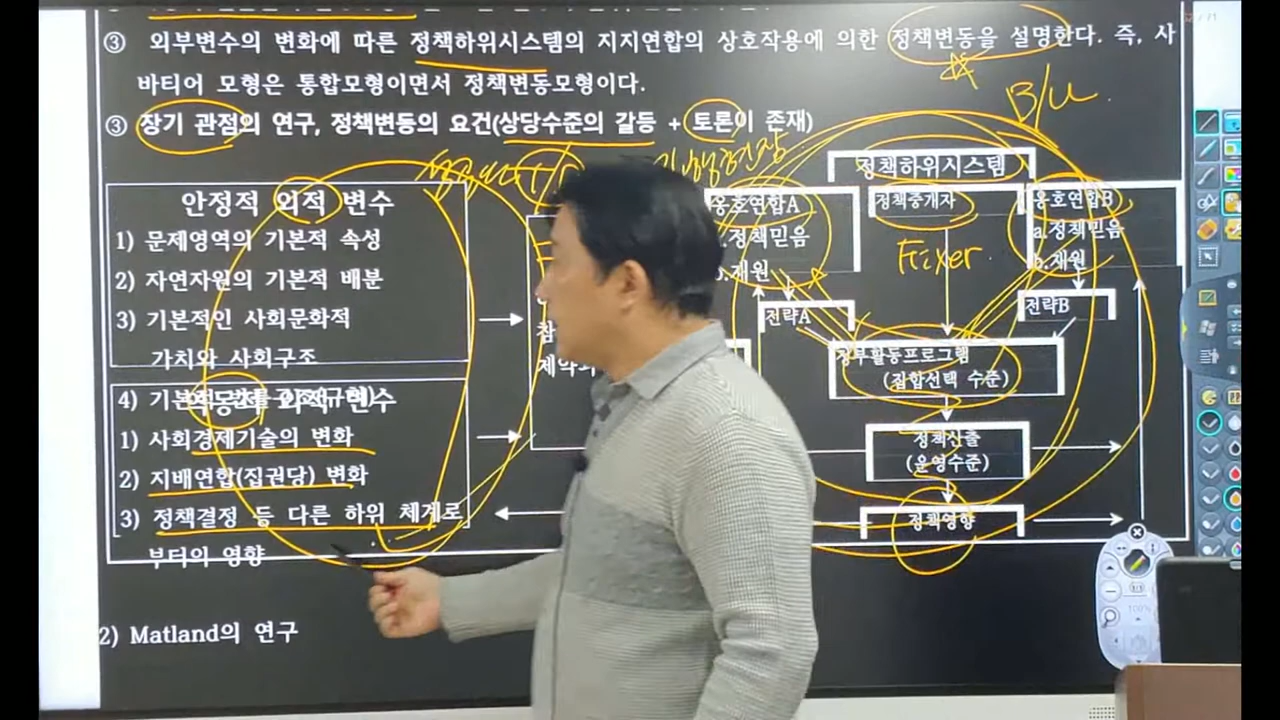 ③ 외부변수의 변화에 따른 정책하위시스템의 지지연합의 상호작용에 의한 정책변동을 설명한다. 즉, 사
바티어 모형은 통합모형이면서 정책변동모형이다.
③ 장기 관점의 연구, 정책변동의 요건(상당수준의 갈등 + 토론이 존재)
B/U
안정적 외적 변수
1) 문제영역의 기본적 속성
2) 자연자원의 기본적 배분
3) 기본적인 사회문화적
가치와 사회구조
4) 기본적
외적 변수
1) 사회경제기술의 변화
2) 지배연합(집권당) 변화
3) 정책결정 등 다른 하위 체계로
부터의 영향
정책하위시스템
옹호연합A
정책믿음
b.재원
정책중개자
Fixer
옹호연합B
a.정책믿음
b.재원
전략A
전략B
정부활동프로그램
(집합선택 수준)
정책산출
(운영수준)
정책영향
2) Matland의 연구